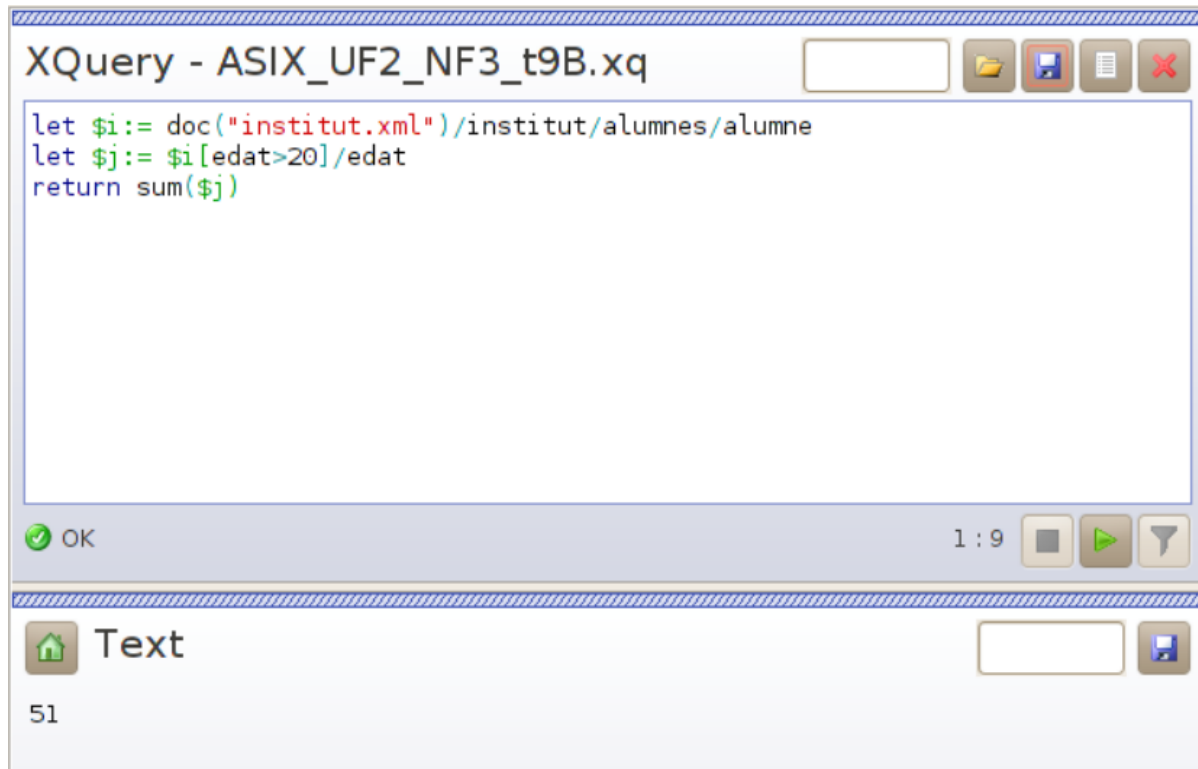 XQuery - ASIX_UF2_NF3_t9B.xq
let $i:= doc("institut.xml")/institut/alumnes/alumne
let $j:= $i[edat>20]/edat
return sum($j)
OK
1 : 9
Text
51